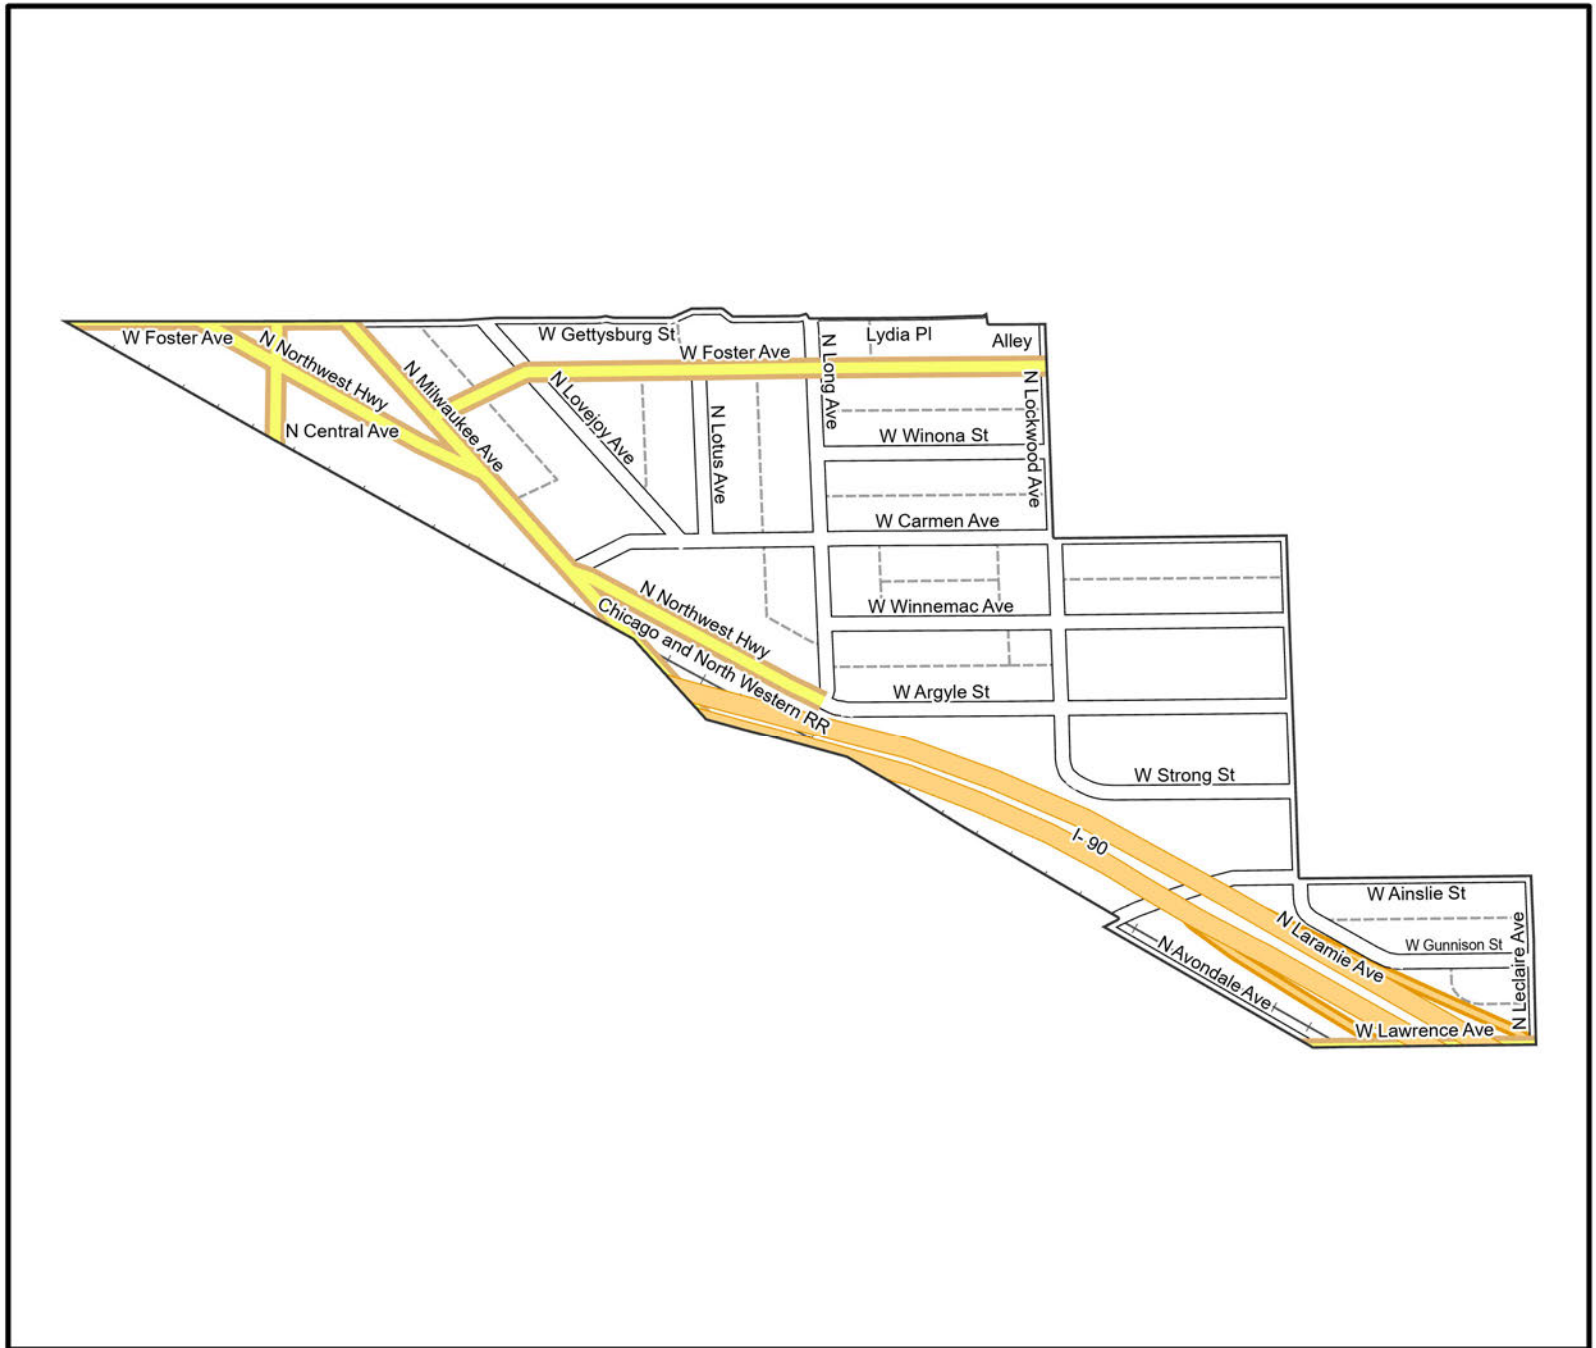 W Foster Ave
N Northwest Hwy
N Central Ave
N Milwaukee Ave
W Gettysburg St
W Foster Ave
N Lovejoy Ave
N Lotus Ave
N Long Ave
Lydia Pl
Alley
N Lockwood Ave
W Winona St
W Carmen Ave
W Winnemac Ave
N Northwest Hwy
Chicago and North Western RR
W Argyle St
W Strong St
I- 90
W Ainslie St
N Laramie Ave
W Gunnison St
N Leclaire Ave
N Avondale Ave
W Lawrence Ave